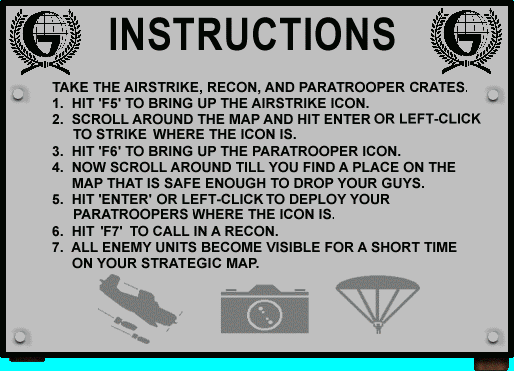 INSTRUCTIONS
TAKE THE AIRSTRIKE, RECON, AND PARATROOPER CRATES.
1. HIT 'F5' TO BRING UP THE AIRSTRIKE ICON.
2. SCROLL AROUND THE MAP AND HIT ENTER OR LEFT-CLICK
TO STRIKE WHERE THE ICON IS.
3. HIT 'F6' TO BRING UP THE PARATROOPER ICON.
4. NOW SCROLL AROUND TILL YOU FIND A PLACE ON THE
MAP THAT IS SAFE ENOUGH TO DROP YOUR GUYS.
5. HIT 'ENTER' OR LEFT-CLICK TO DEPLOY YOUR
PARATROOPERS WHERE THE ICON IS.
6. HIT 'F7' TO CALL IN A RECON.
7. ALL ENEMY UNITS BECOME VISIBLE FOR A SHORT TIME
ON YOUR STRATEGIC MAP.